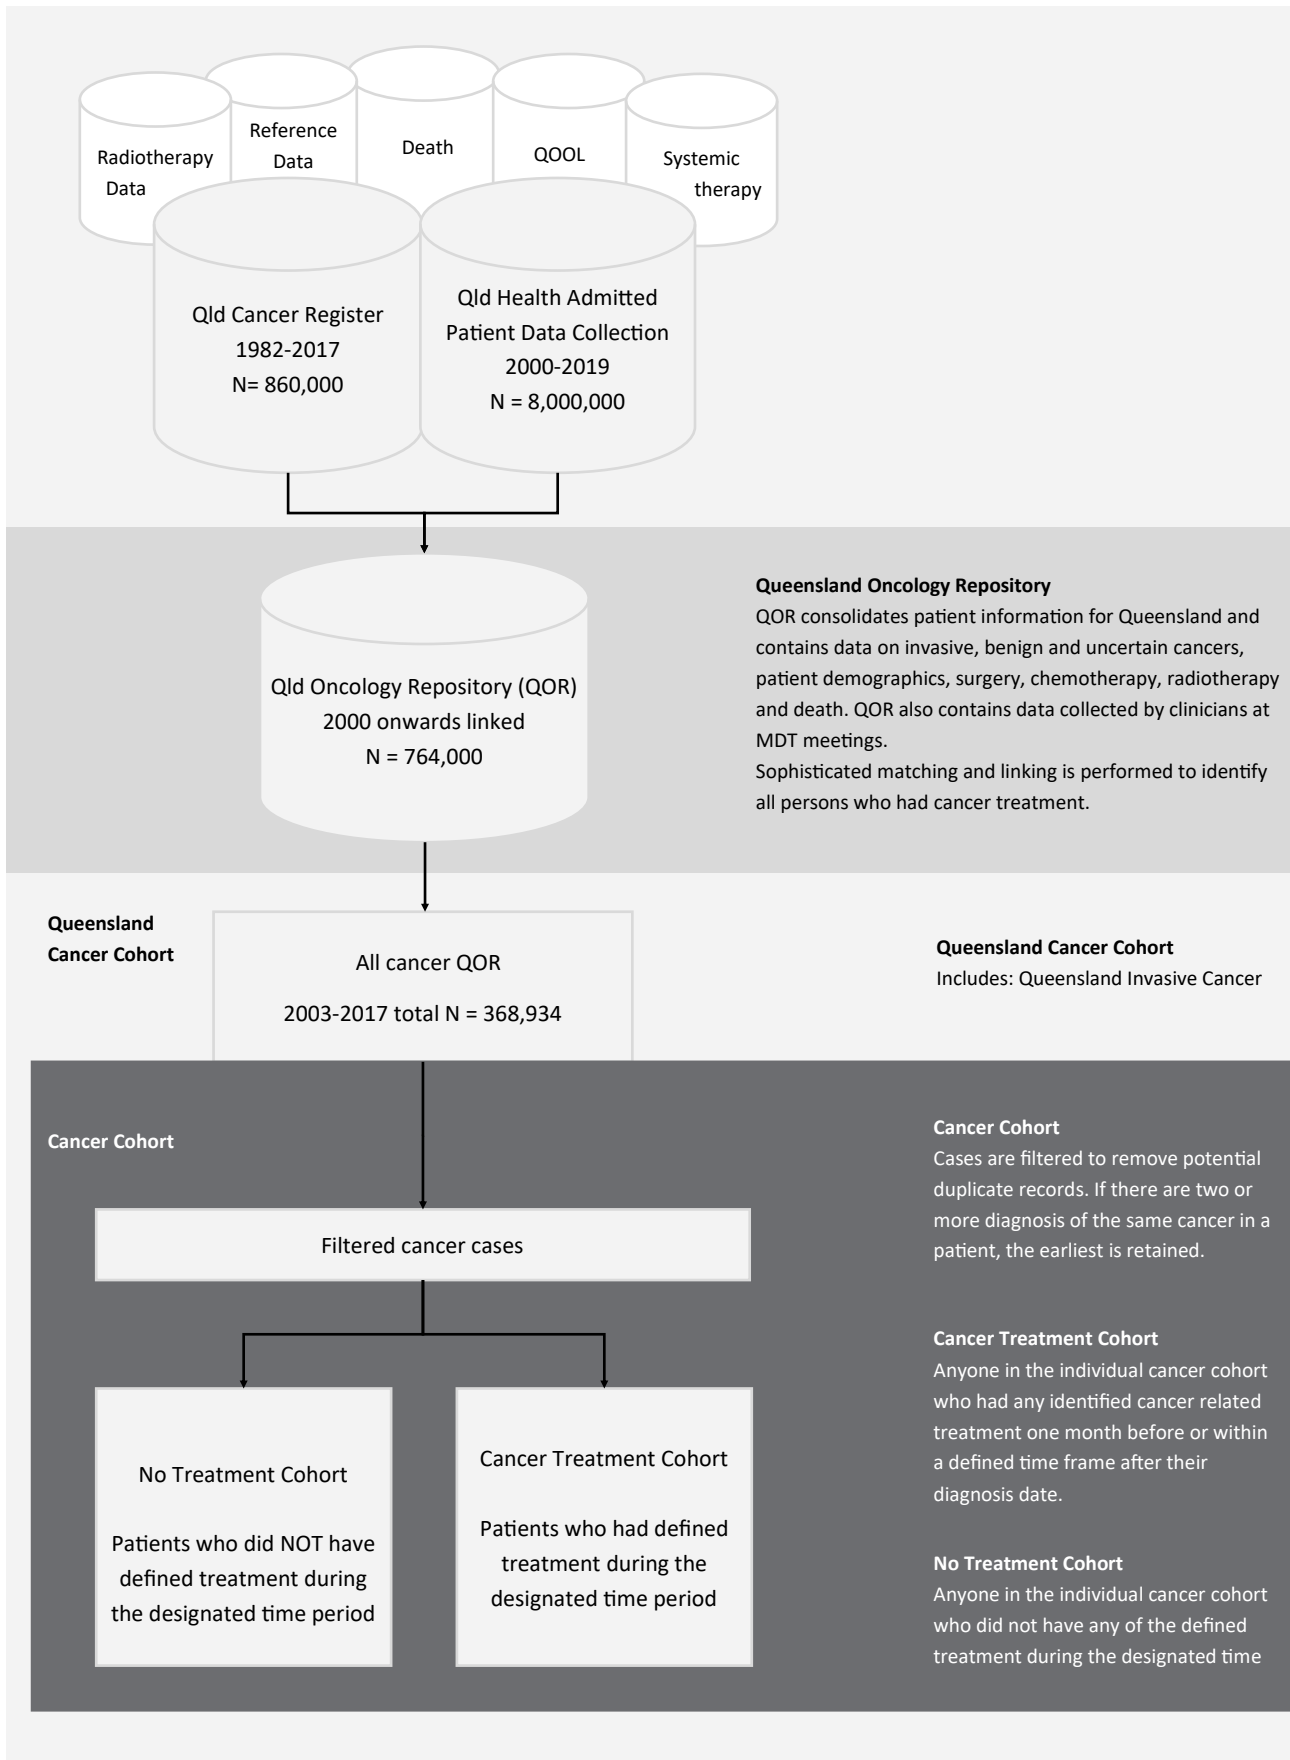 Radiotherapy
Data
Reference
Data
Death
QOOL
Systemic
therapy
Qld Cancer Register
1982-2017
N= 860,000
Qld Health Admitted
Patient Data Collection
2000-2019
N = 8,000,000
Qld Oncology Repository (QOR)
2000 onwards linked
N = 764,000
Queensland Oncology Repository
QOR consolidates patient information for Queensland and
contains data on invasive, benign and uncertain cancers,
patient demographics, surgery, chemotherapy, radiotherapy
and death. QOR also contains data collected by clinicians at
MDT meetings.
Sophisticated matching and linking is performed to identify
all persons who had cancer treatment.
Queensland
Cancer Cohort
All cancer QOR
2003-2017 total N = 368,934
Queensland Cancer Cohort
Includes: Queensland Invasive Cancer
Cancer Cohort
Filtered cancer cases
Cancer Cohort
Cases are filtered to remove potential
duplicate records. If there are two or
more diagnosis of the same cancer in a
patient, the earliest is retained.
No Treatment Cohort
Patients who did NOT have
defined treatment during
the designated time period
Cancer Treatment Cohort
Patients who had defined
treatment during the
designated time period
Cancer Treatment Cohort
Anyone in the individual cancer cohort
who had any identified cancer related
treatment one month before or within
a defined time frame after their
diagnosis date.
No Treatment Cohort
Anyone in the individual cancer cohort
who did not have any of the defined
treatment during the designated time